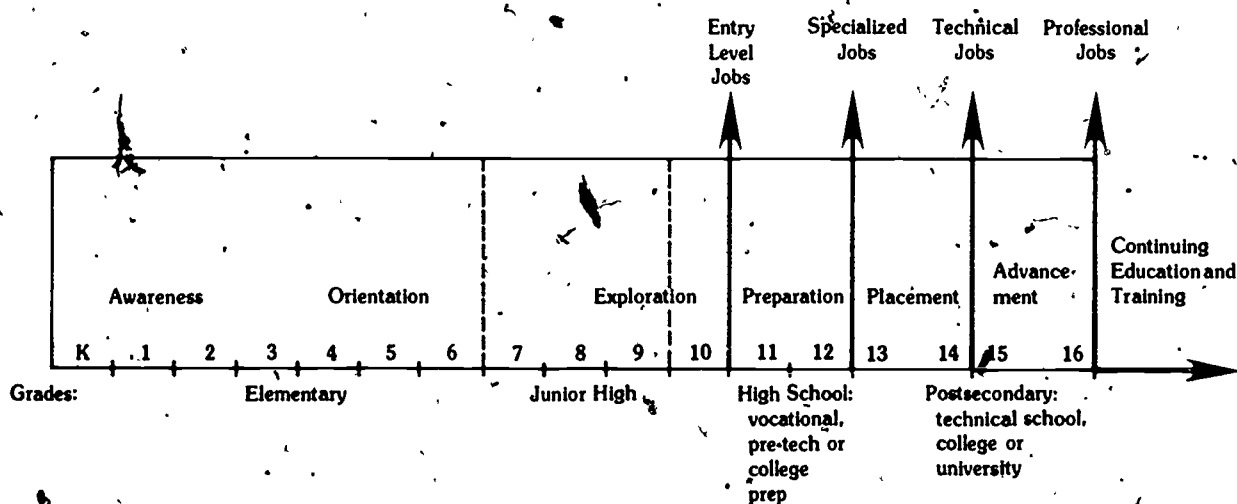 Entry
Level
Jobs
Specialized
Jobs
Technical
Jobs
Professional
Jobs
Awareness
Orientation
Exploration
Preparation
Placement
Advance-
ment
Continuing
Education and
Training
K 1 2 3 4 5 6 7 8 9 10 11 12 13 14 15 16
Grades:
Elementary
Junior High
High School:
vocational,
pre-tech or
college
prep
Postsecondary:
technical school,
college or
university